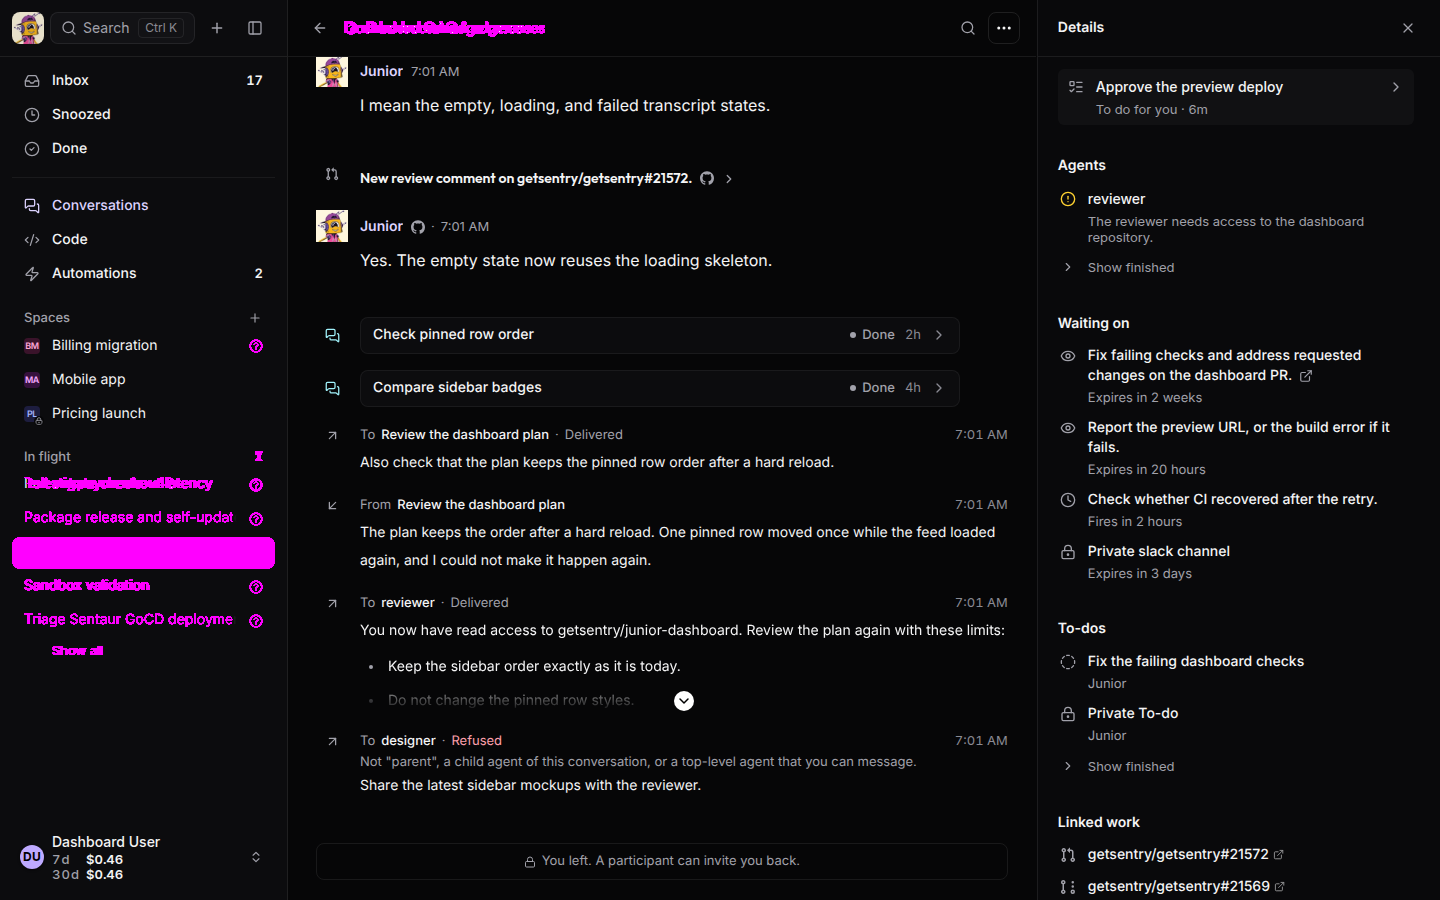 Search Ctrl K
Inbox 17
Snoozed
Done
Conversations
Code
Automations 2
Spaces
BM Billing migration
MA Mobile app
PL Pricing launch
In flight
Package release and self-updat
Sandbox validation
Triage Sentaur GoCD deployme
Show all
DU Dashboard User
7d $0.46
30d $0.46
Junior 7:01 AM
I mean the empty, loading, and failed transcript states.
New review comment on getsentry/getsentry#21572.
Junior · 7:01 AM
Yes. The empty state now reuses the loading skeleton.
Check pinned row order Done 2h
Compare sidebar badges Done 4h
To Review the dashboard plan · Delivered 7:01 AM
Also check that the plan keeps the pinned row order after a hard reload.
From Review the dashboard plan 7:01 AM
The plan keeps the order after a hard reload. One pinned row moved once while the feed loaded
again, and I could not make it happen again.
To reviewer · Delivered 7:01 AM
You now have read access to getsentry/junior-dashboard. Review the plan again with these limits:
• Keep the sidebar order exactly as it is today.
• Do not change the pinned row styles.
To designer · Refused 7:01 AM
Not "parent", a child agent of this conversation, or a top-level agent that you can message.
Share the latest sidebar mockups with the reviewer.
You left. A participant can invite you back.
Details
Approve the preview deploy
To do for you · 6m
Agents
reviewer
The reviewer needs access to the dashboard
repository.
Show finished
Waiting on
Fix failing checks and address requested
changes on the dashboard PR.
Expires in 2 weeks
Report the preview URL, or the build error if it
fails.
Expires in 20 hours
Check whether CI recovered after the retry.
Fires in 2 hours
Private slack channel
Expires in 3 days
To-dos
Fix the failing dashboard checks
Junior
Private To-do
Junior
Show finished
Linked work
getsentry/getsentry#21572
getsentry/getsentry#21569